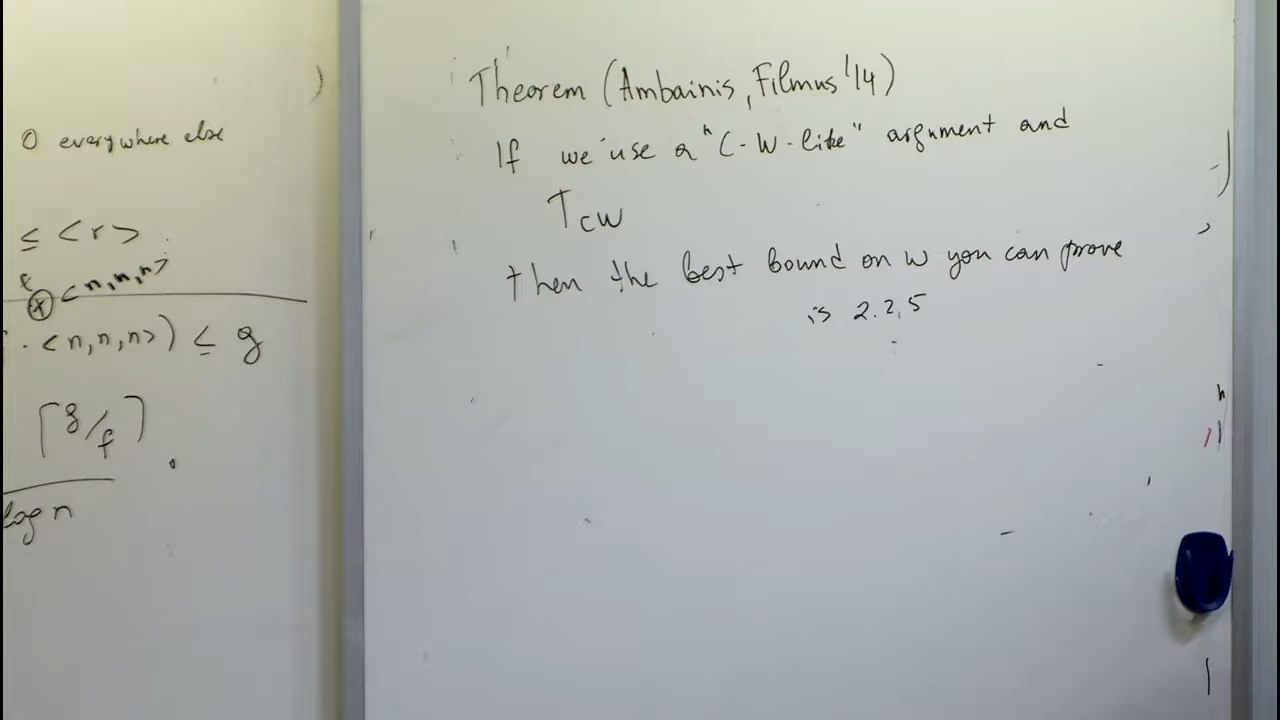 0 everywhere else
≤ <r>
⊗ <n,n,n>
· <n,n,n>) ≤ g
⌈g/f⌉
log n
Theorem (Ambainis, Filmus '14)
If we use a "C-W-like" argument and
T_CW
then the best bound on w you can prove
is 2.2,5